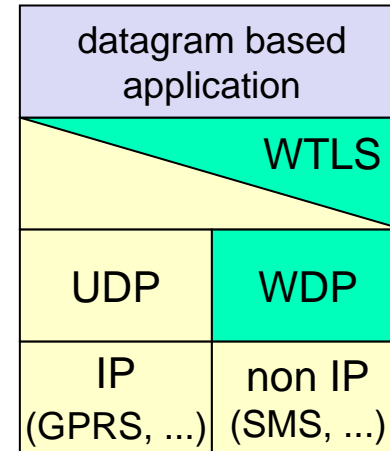 datagram based
application
WTLS
UDP
WDP
IP
(GPRS, ...)
non IP
(SMS, ...)